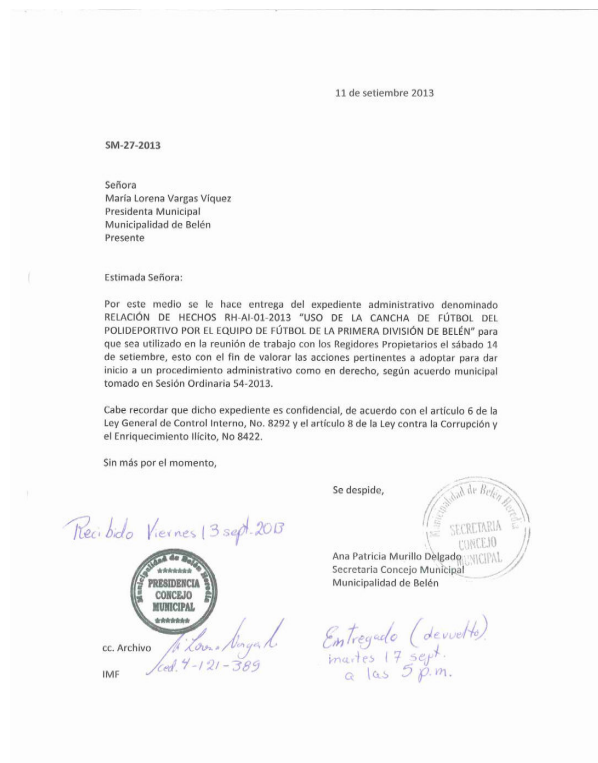 11 de setiembre 2013
SM-27-2013
Señora
María Lorena Vargas Víquez
Presidenta Municipal
Municipalidad de Belén
Presente
Estimada Señora:
Por este medio se le hace entrega del expediente administrativo denominado
RELACIÓN DE HECHOS RH-AI-01-2013 “USO DE LA CANCHA DE FÚTBOL DEL
POLIDEPORTIVO POR EL EQUIPO DE FÚTBOL DE LA PRIMERA DIVISIÓN DE BELÉN” para
que sea utilizado en la reunión de trabajo con los Regidores Propietarios el sábado 14
de setiembre, esto con el fin de valorar las acciones pertinentes a adoptar para dar
inicio a un procedimiento administrativo como en derecho, según acuerdo municipal
tomado en Sesión Ordinaria 54-2013.
Cabe recordar que dicho expediente es confidencial, de acuerdo con el artículo 6 de la
Ley General de Control Interno, No. 8292 y el artículo 8 de la Ley contra la Corrupción y
el Enriquecimiento Ilícito, No 8422.
Sin más por el momento,
Se despide,
Municipalidad de Belén Heredia
SECRETARIA
CONCEJO
MUNICIPAL
Recibido Viernes 13 sept. 2013
Ana Patricia Murillo Delgado
Secretaria Concejo Municipal
Municipalidad de Belén
Municipalidad de Belén Heredia
PRESIDENCIA
CONCEJO
MUNICIPAL
cc. Archivo
ced. 4-121-389
IMF
Entregado (devuelto)
martes 17 sept.
a las 5 p.m.